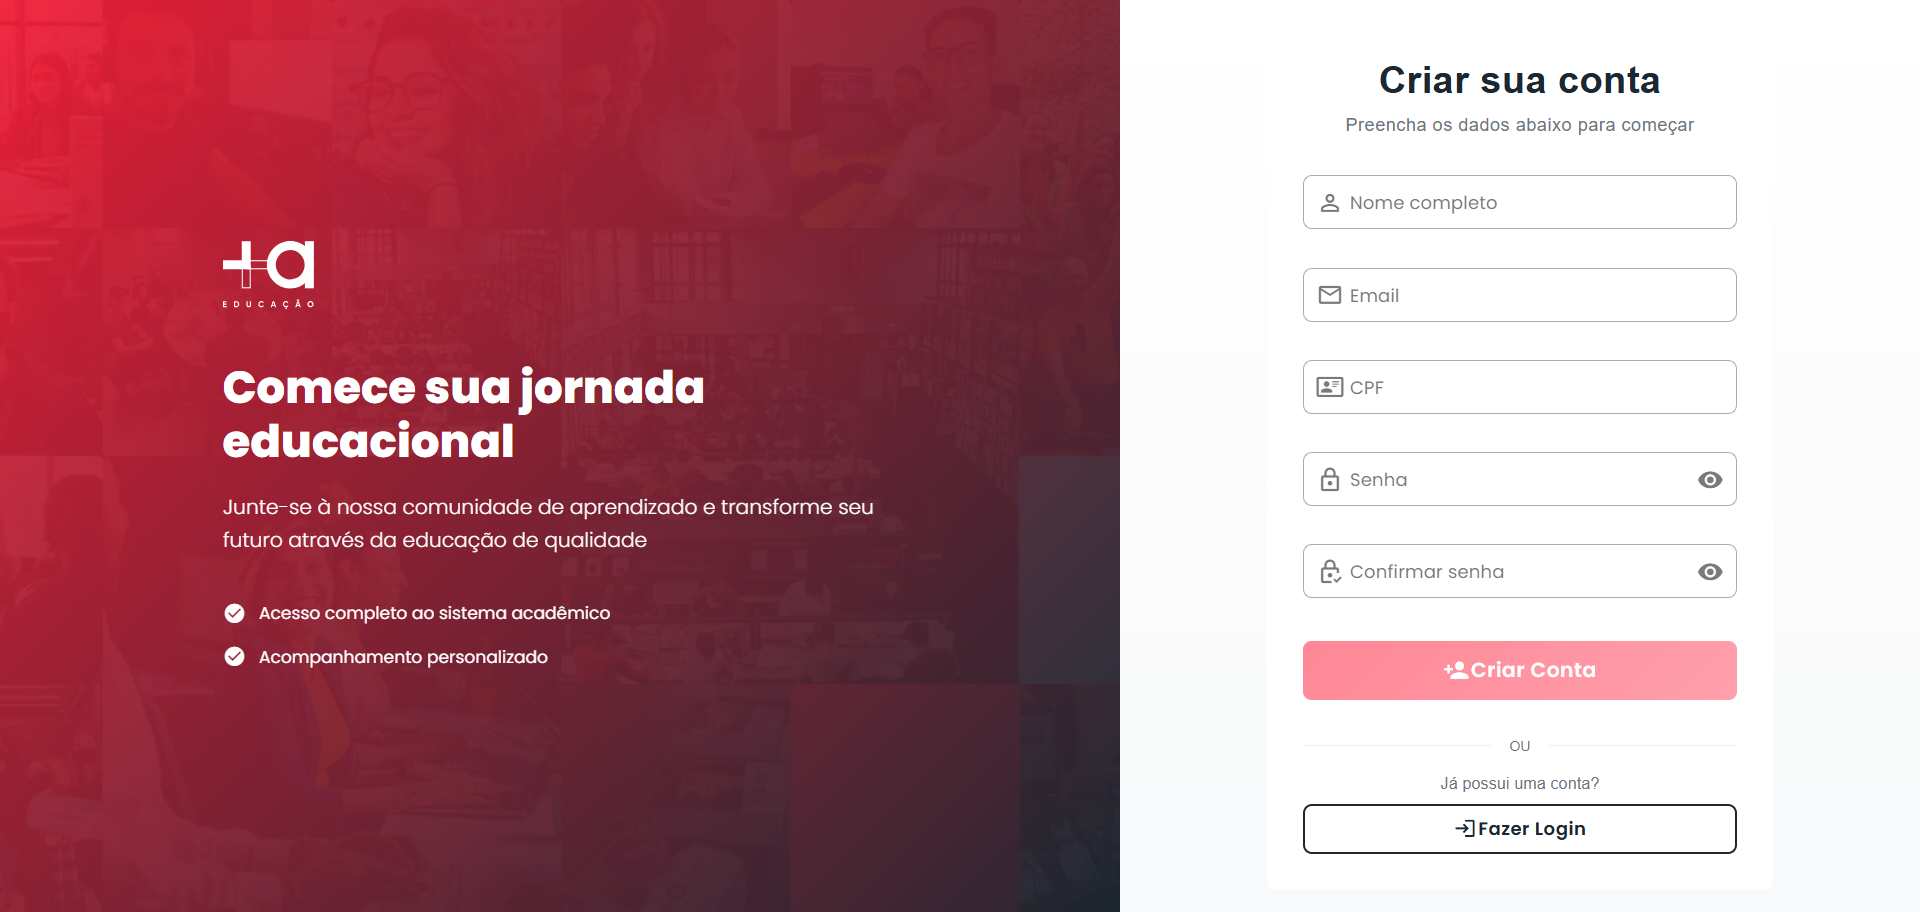 +a
EDUCAÇÃO
Comece sua jornada
educacional
Junte-se à nossa comunidade de aprendizado e transforme seu
futuro através da educação de qualidade
Acesso completo ao sistema acadêmico
Acompanhamento personalizado
Criar sua conta
Preencha os dados abaixo para começar
Nome completo
Email
CPF
Senha
Confirmar senha
Criar Conta
OU
Já possui uma conta?
Fazer Login